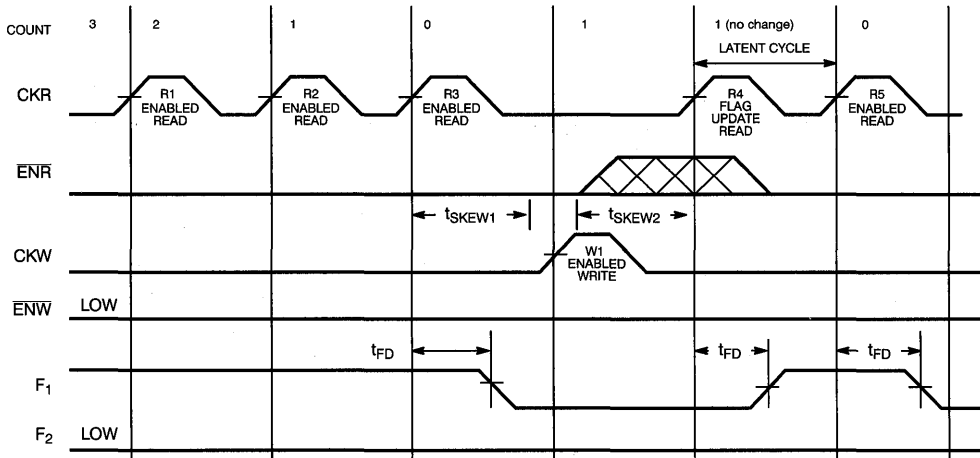 COUNT 3 2 1 0 1 1 (no change) 0
LATENT CYCLE
CKR
R1 ENABLED READ
R2 ENABLED READ
R3 ENABLED READ
R4 FLAG UPDATE READ
R5 ENABLED READ
ENR
tSKEW1 tSKEW2
CKW
W1 ENABLED WRITE
ENW LOW
tFD tFD tFD
F1
F2 LOW